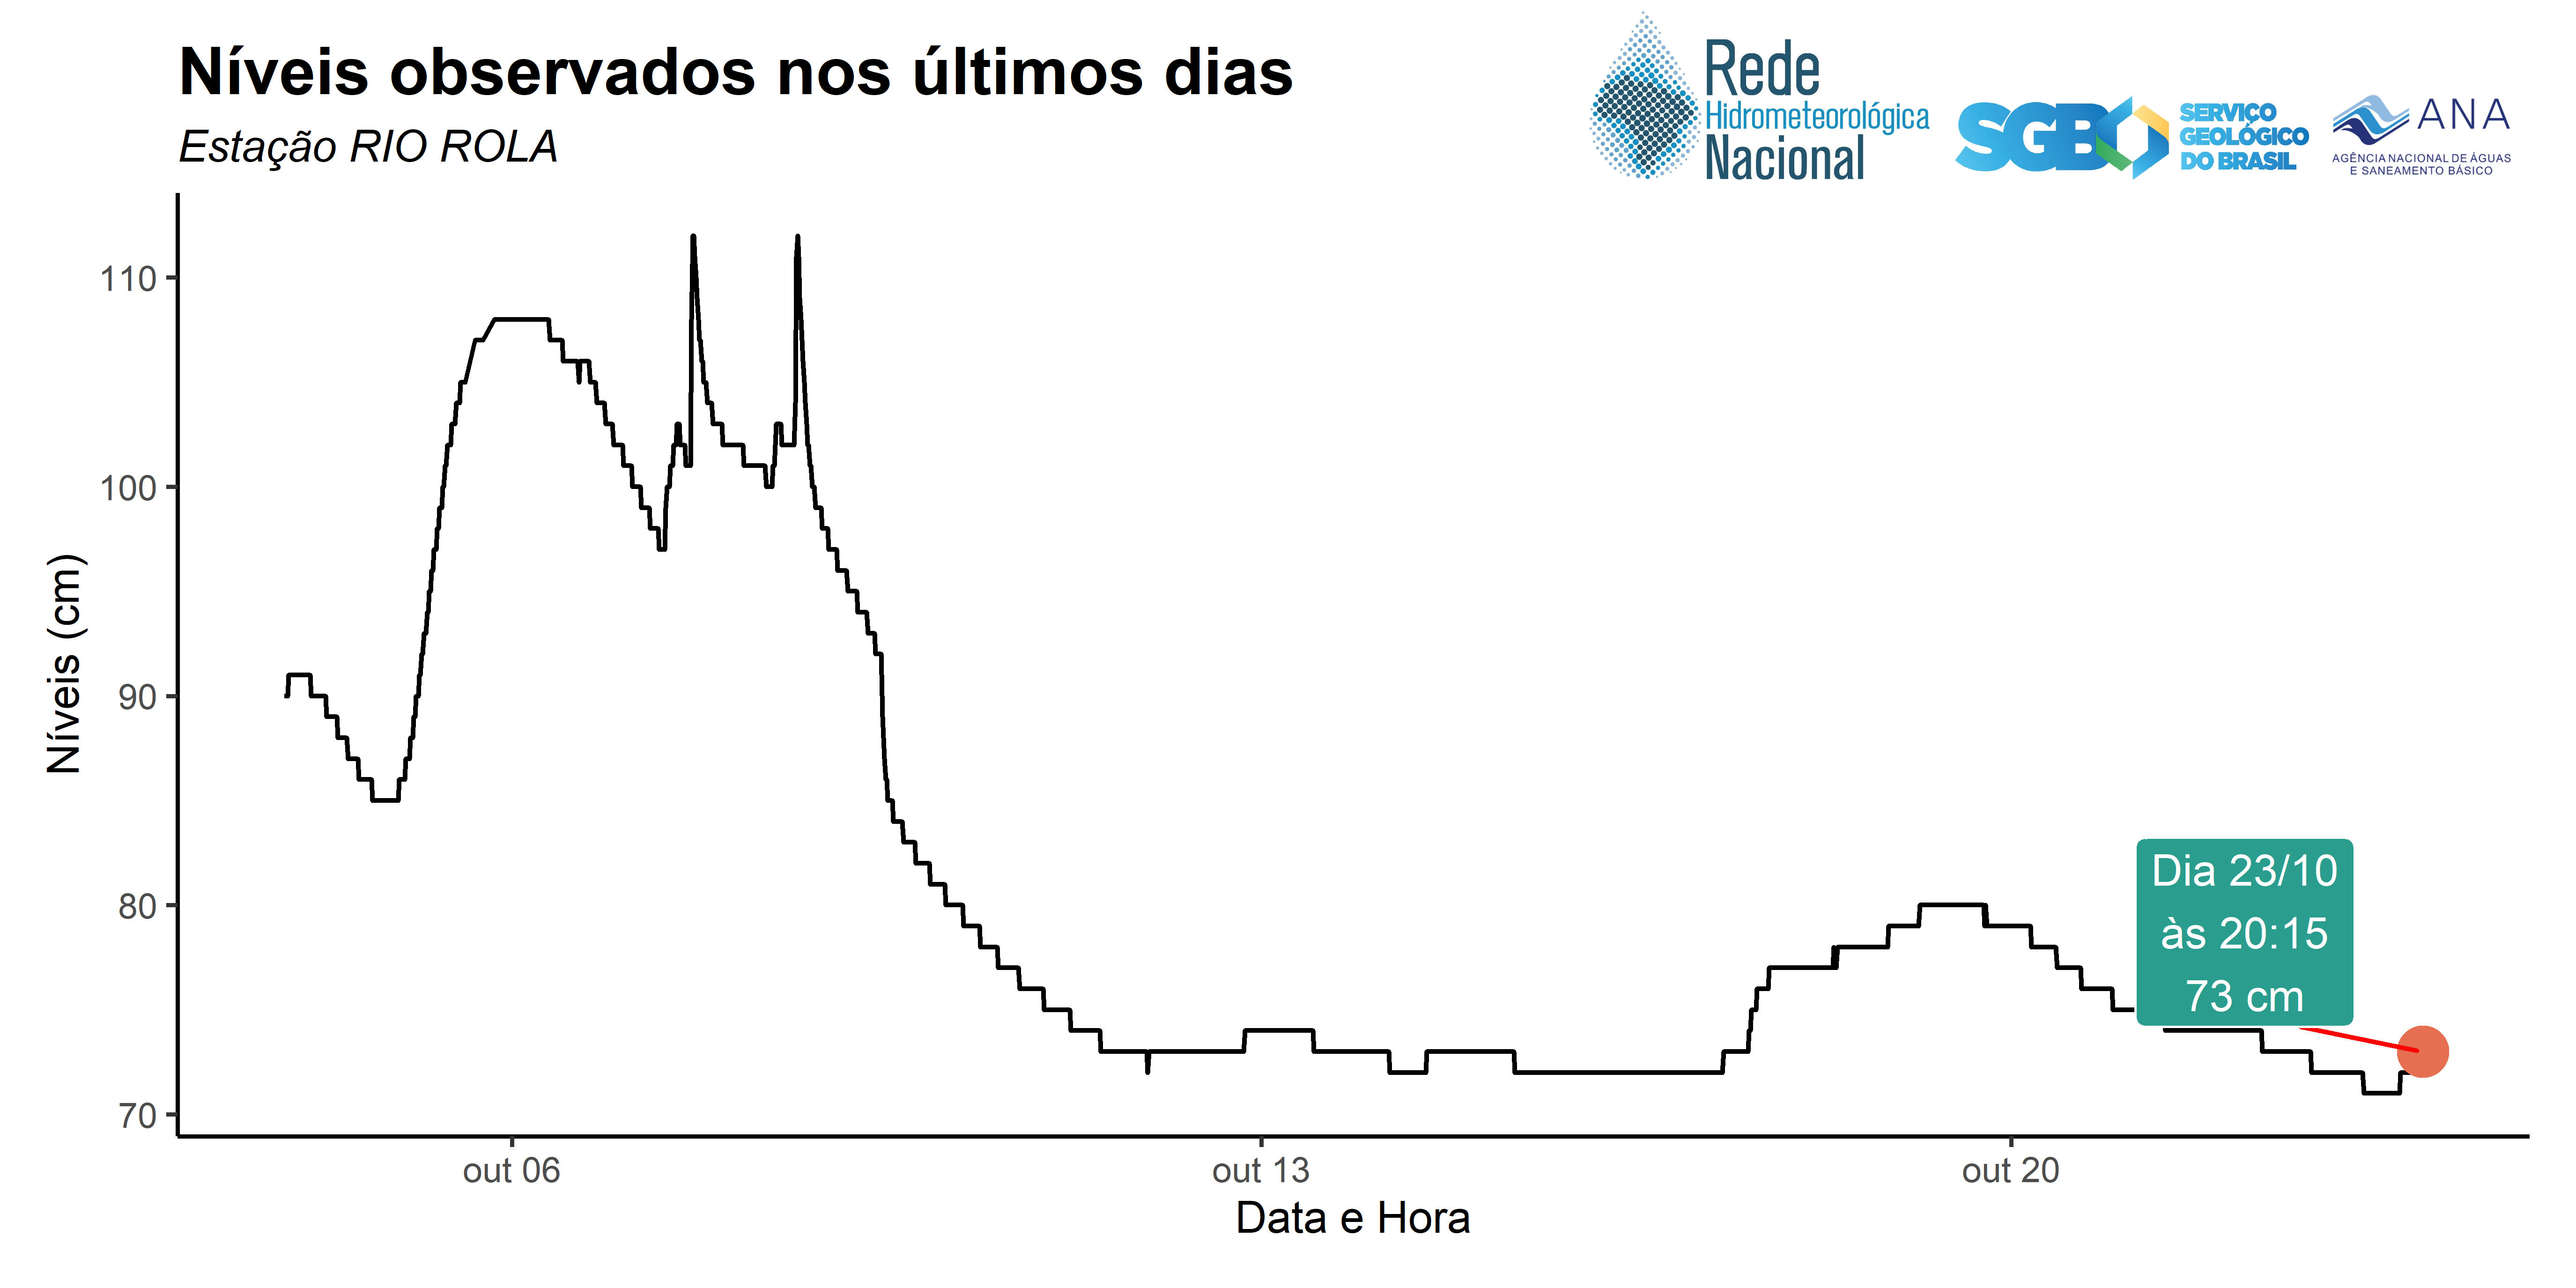 Níveis observados nos últimos dias
Estação RIO ROLA
Rede
Hidrometeorológica
Nacional
SGB
SERVIÇO
GEOLÓGICO
DO BRASIL
ANA
AGÊNCIA NACIONAL DE ÁGUAS
E SANEAMENTO BÁSICO
Níveis (cm)
110
100
90
80
70
Dia 23/10
às 20:15
73 cm
out 06
out 13
out 20
Data e Hora